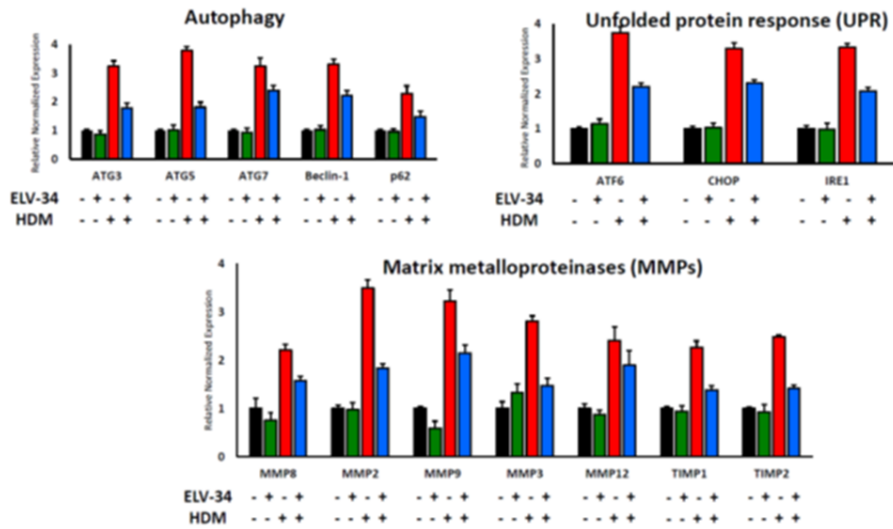 Autophagy
Relative Normalized Expression
4
3
2
1
0
ATG3 ATG5 ATG7 Beclin-1 p62
ELV-34 - + - + - + - + - + - + - + - + - + - +
HDM - - + + - - + + - - + + - - + + - - + +
Unfolded protein response (UPR)
Relative Normalized Expression
4
3
2
1
0
ATF6 CHOP IRE1
ELV-34 - + - + - + - + - + - +
HDM - - + + - - + + - - + +
Matrix metalloproteinases (MMPs)
Relative Normalized Expression
4
3
2
1
0
MMP8 MMP2 MMP9 MMP3 MMP12 TIMP1 TIMP2
ELV-34 - + - + - + - + - + - + - + - + - + - + - + - + - + - +
HDM - - + + - - + + - - + + - - + + - - + + - - + + - - + +